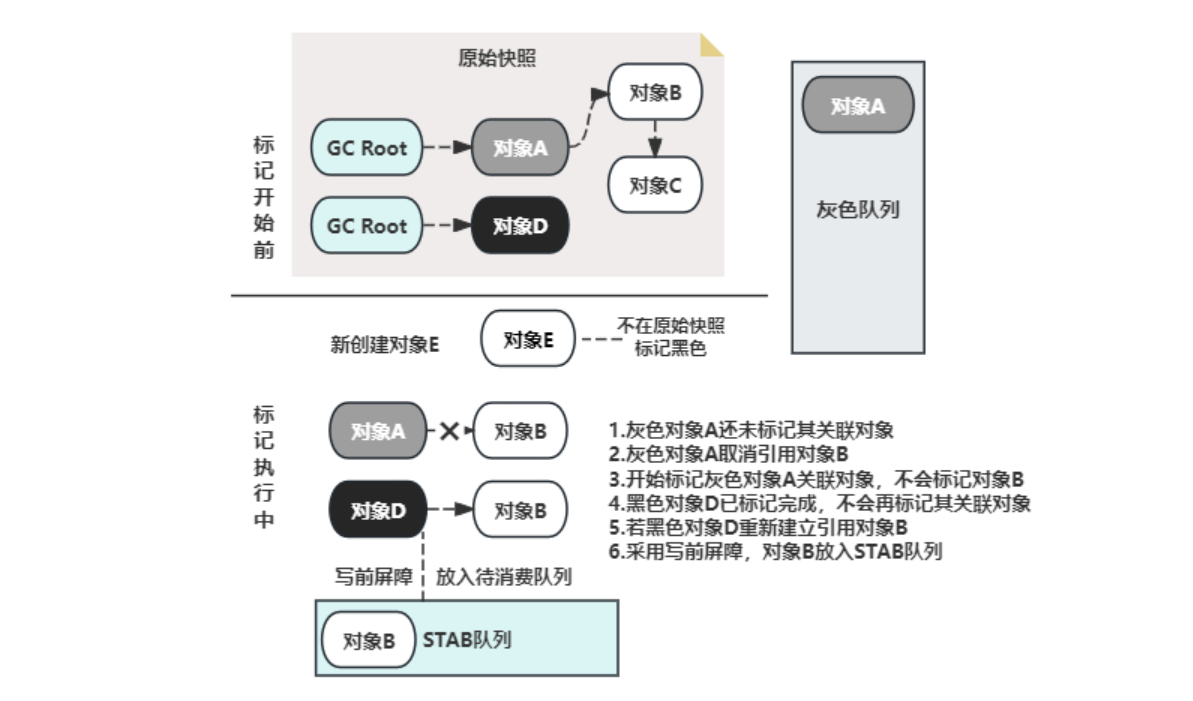 原始快照
对象B
GC Root
对象A
对象C
GC Root
对象D
标记开始前
对象A
灰色队列
新创建对象E
对象E
不在原始快照
标记黑色
标记执行中
对象A
对象B
对象D
对象B
写前屏障
放入待消费队列
对象B
STAB队列
1.灰色对象A还未标记其关联对象
2.灰色对象A取消引用对象B
3.开始标记灰色对象A关联对象，不会标记对象B
4.黑色对象D已标记完成，不会再标记其关联对象
5.若黑色对象D重新建立引用对象B
6.采用写前屏障，对象B放入STAB队列